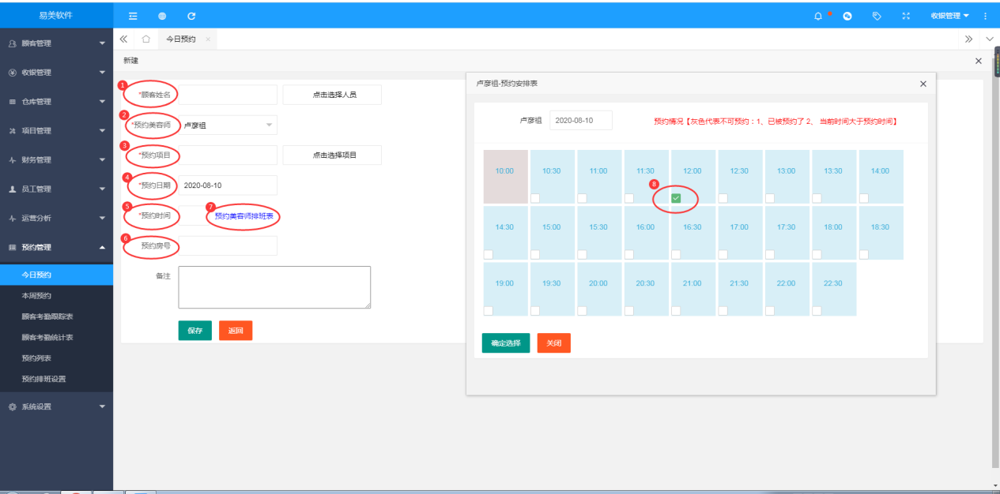 易美软件
收银管理
顾客管理
收银管理
仓库管理
项目管理
财务管理
员工管理
运营分析
预约管理
今日预约
本周预约
顾客考勤跟踪表
顾客考勤统计表
预约列表
预约排班设置
系统设置
今日预约 ×
新建 ×
1
*顾客姓名 点击选择人员
2
*预约美容师 卢彦祖
3
*预约项目 点击选择项目
4
*预约日期 2020-08-10
5 7
*预约时间 预约美容师排班表
6
预约房号
备注
保存 返回
卢彦祖-预约安排表 ×
卢彦祖 2020-08-10 预约情况【灰色代表不可预约：1、已被预约了 2、 当前时间大于预约时间】
10:00 10:30 11:00 11:30 12:00 12:30 13:00 13:30 14:00
8
14:30 15:00 15:30 16:00 16:30 17:00 17:30 18:00 18:30
19:00 19:30 20:00 20:30 21:00 21:30 22:00 22:30
确定选择 关闭